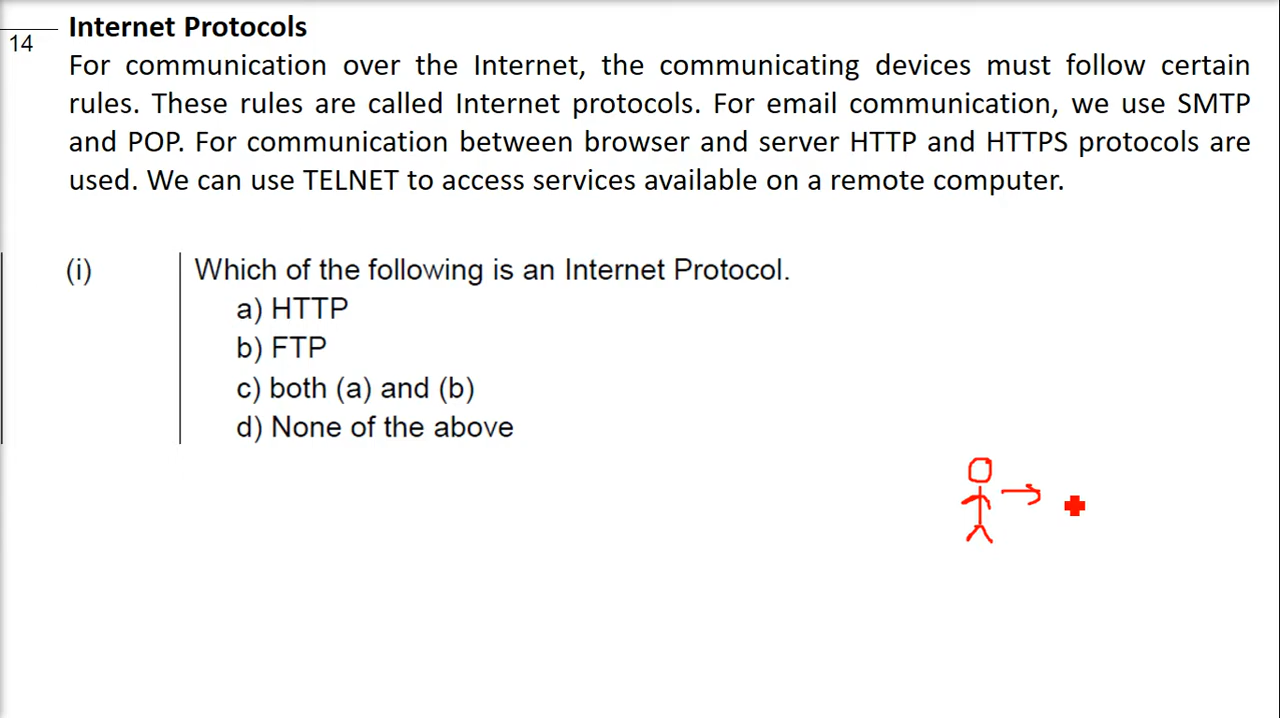 Internet Protocols
14
For communication over the Internet, the communicating devices must follow certain
rules. These rules are called Internet protocols. For email communication, we use SMTP
and POP. For communication between browser and server HTTP and HTTPS protocols are
used. We can use TELNET to access services available on a remote computer.
(i) Which of the following is an Internet Protocol.
a) HTTP
b) FTP
c) both (a) and (b)
d) None of the above